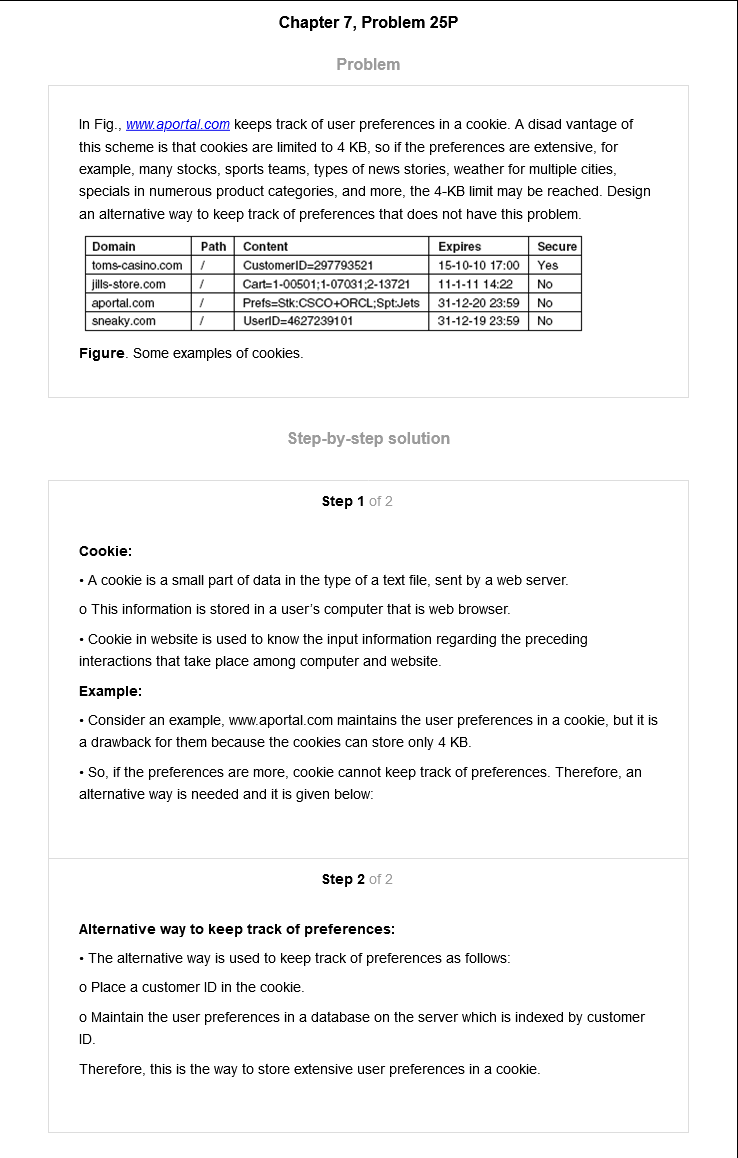 Chapter 7, Problem 25P
Problem
In Fig., www.aportal.com keeps track of user preferences in a cookie. A disad vantage of
this scheme is that cookies are limited to 4 KB, so if the preferences are extensive, for
example, many stocks, sports teams, types of news stories, weather for multiple cities,
specials in numerous product categories, and more, the 4-KB limit may be reached. Design
an alternative way to keep track of preferences that does not have this problem.
Domain Path Content Expires Secure
toms-casino.com / CustomerID=297793521 15-10-10 17:00 Yes
jills-store.com / Cart=1-00501;1-07031;2-13721 11-1-11 14:22 No
aportal.com / Prefs=Stk:CSCO+ORCL;Spt:Jets 31-12-20 23:59 No
sneaky.com / UserID=4627239101 31-12-19 23:59 No
Figure. Some examples of cookies.
Step-by-step solution
Step 1 of 2
Cookie:
• A cookie is a small part of data in the type of a text file, sent by a web server.
o This information is stored in a user’s computer that is web browser.
• Cookie in website is used to know the input information regarding the preceding
interactions that take place among computer and website.
Example:
• Consider an example, www.aportal.com maintains the user preferences in a cookie, but it is
a drawback for them because the cookies can store only 4 KB.
• So, if the preferences are more, cookie cannot keep track of preferences. Therefore, an
alternative way is needed and it is given below:
Step 2 of 2
Alternative way to keep track of preferences:
• The alternative way is used to keep track of preferences as follows:
o Place a customer ID in the cookie.
o Maintain the user preferences in a database on the server which is indexed by customer
ID.
Therefore, this is the way to store extensive user preferences in a cookie.